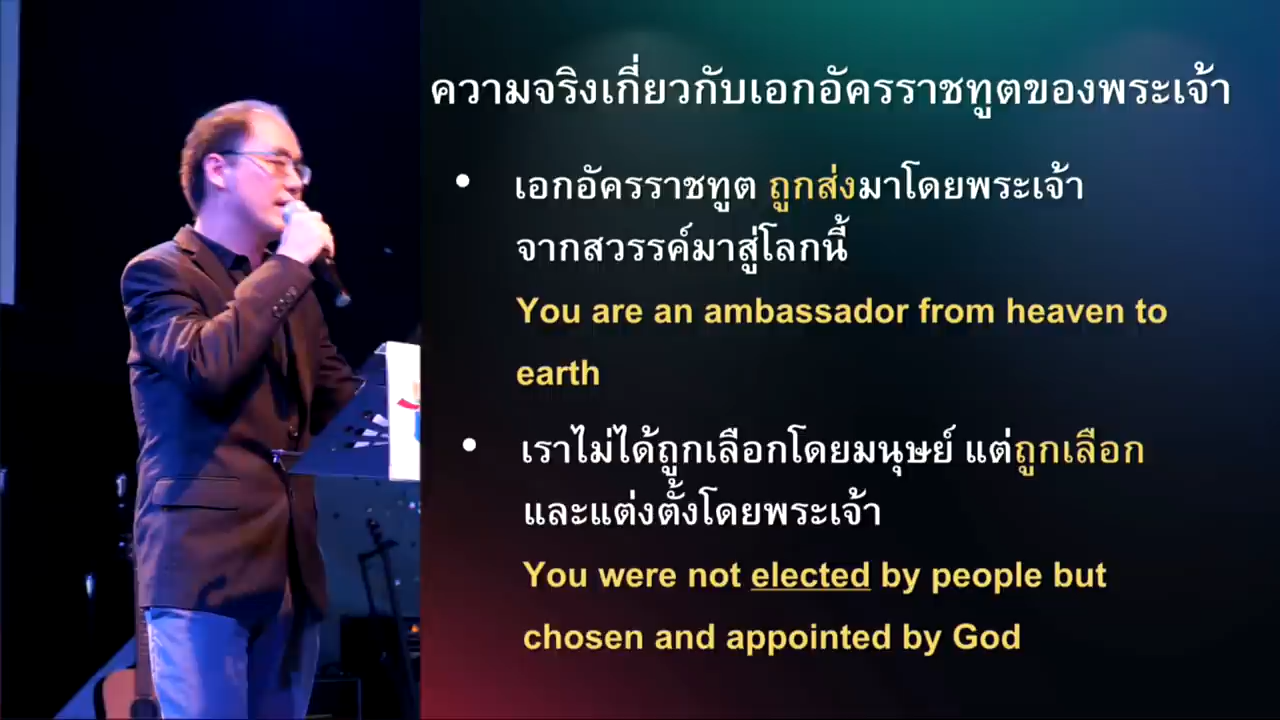 ความจริงเกี่ยวกับเอกอัครราชทูตของพระเจ้า
• เอกอัครราชทูต ถูกส่งมาโดยพระเจ้า
จากสวรรค์มาสู่โลกนี้
You are an ambassador from heaven to
earth
• เราไม่ได้ถูกเลือกโดยมนุษย์ แต่ถูกเลือก
และแต่งตั้งโดยพระเจ้า
You were not elected by people but
chosen and appointed by God